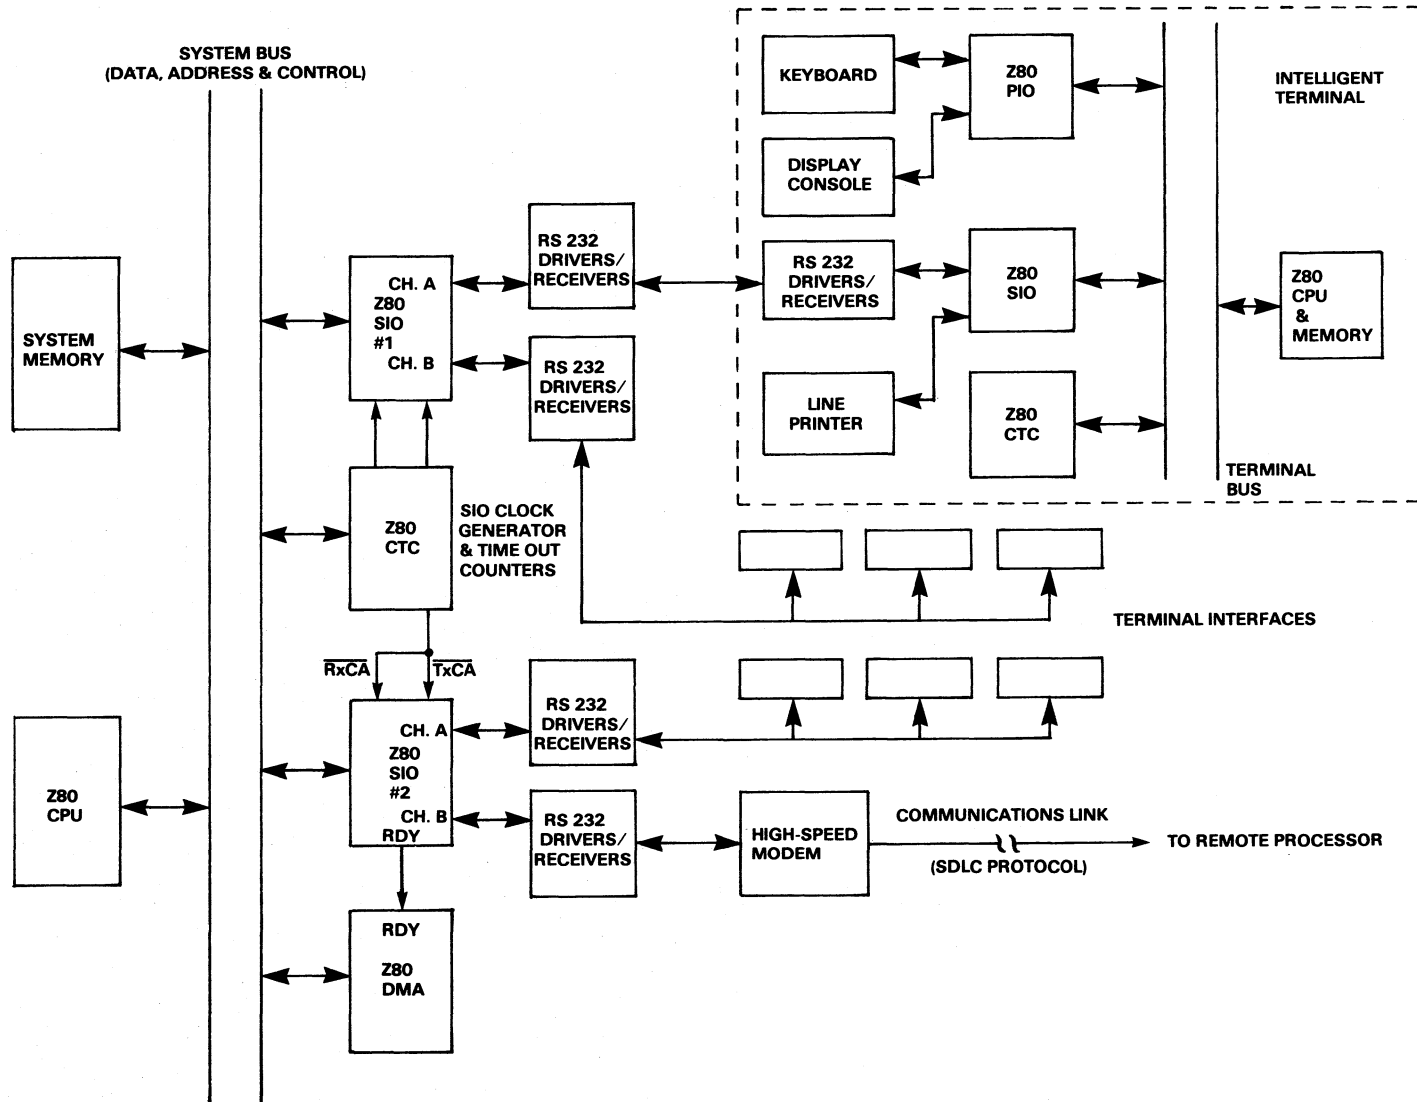 SYSTEM BUS
(DATA, ADDRESS & CONTROL)
SYSTEM
MEMORY
Z80
CPU
CH. A
Z80
SIO
#1
CH. B
Z80
CTC
SIO CLOCK
GENERATOR
& TIME OUT
COUNTERS
RxCA
TxCA
CH. A
Z80
SIO
#2
CH. B
RDY
RDY
Z80
DMA
RS 232
DRIVERS/
RECEIVERS
RS 232
DRIVERS/
RECEIVERS
RS 232
DRIVERS/
RECEIVERS
RS 232
DRIVERS/
RECEIVERS
KEYBOARD
DISPLAY
CONSOLE
RS 232
DRIVERS/
RECEIVERS
LINE
PRINTER
Z80
PIO
Z80
SIO
Z80
CTC
INTELLIGENT
TERMINAL
Z80
CPU
&
MEMORY
TERMINAL
BUS
TERMINAL INTERFACES
HIGH-SPEED
MODEM
COMMUNICATIONS LINK
(SDLC PROTOCOL)
TO REMOTE PROCESSOR